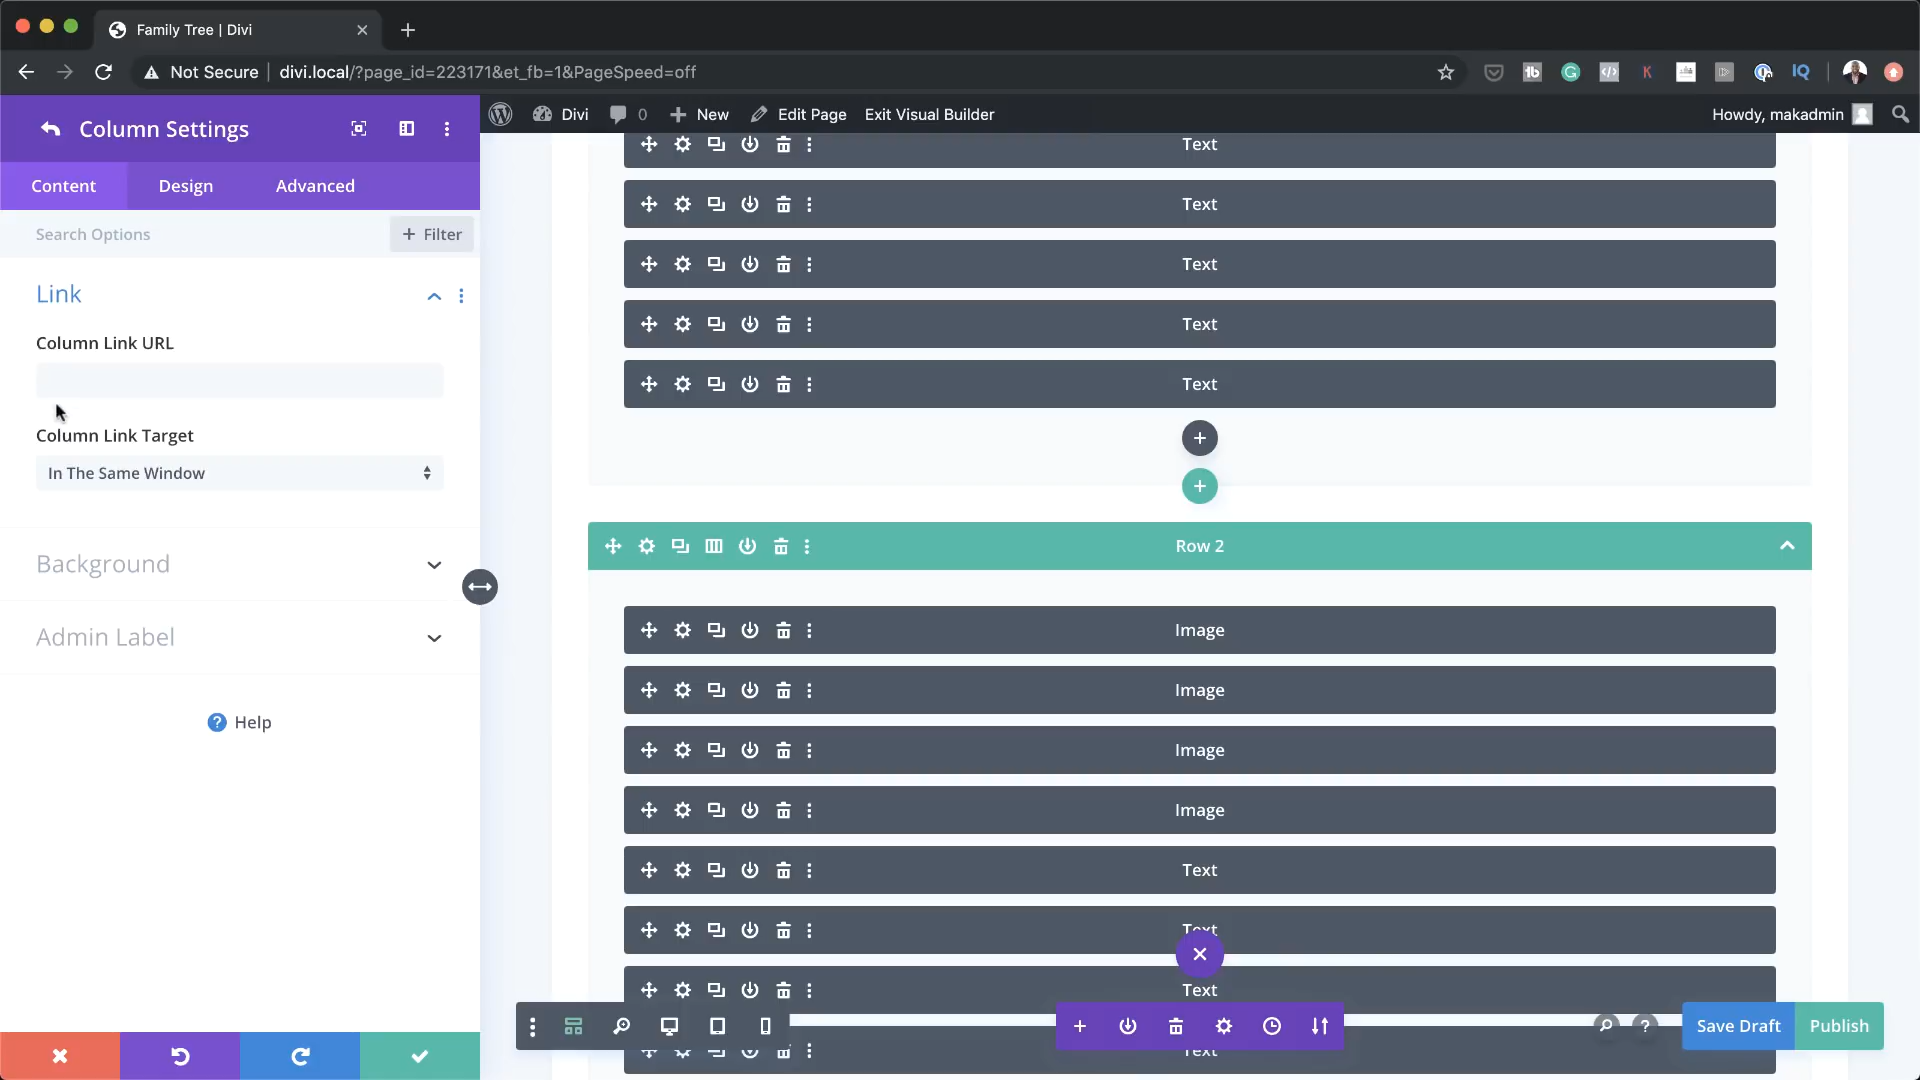 Family Tree | Divi
Not Secure
divi.local/?page_id=223171&et_fb=1&PageSpeed=off
Divi
0
New
Edit Page
Exit Visual Builder
Howdy, makadmin
Column Settings
Content
Design
Advanced
Search Options
+ Filter
Link
Column Link URL
Column Link Target
In The Same Window
Background
Admin Label
? Help
Text
Text
Text
Text
Text
Row 2
Image
Image
Image
Image
Text
Text
Text
Text
Save Draft
Publish